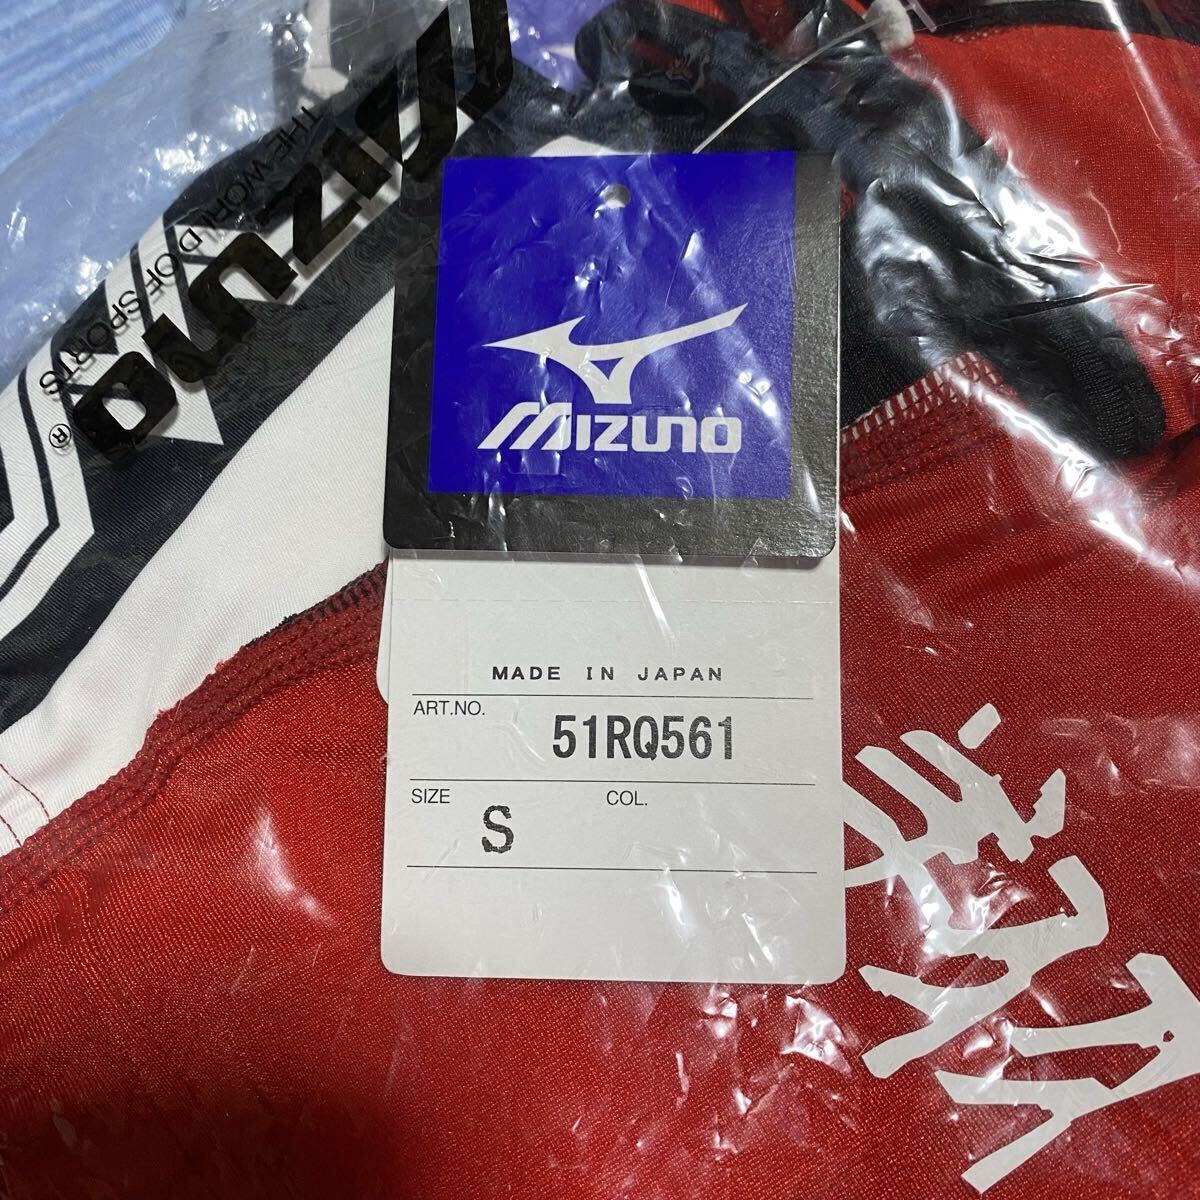 MIZUNO
THE WORLD OF SPORTS
®
MIZUNO
MADE IN JAPAN
ART.NO. 51RQ561
SIZE S COL.